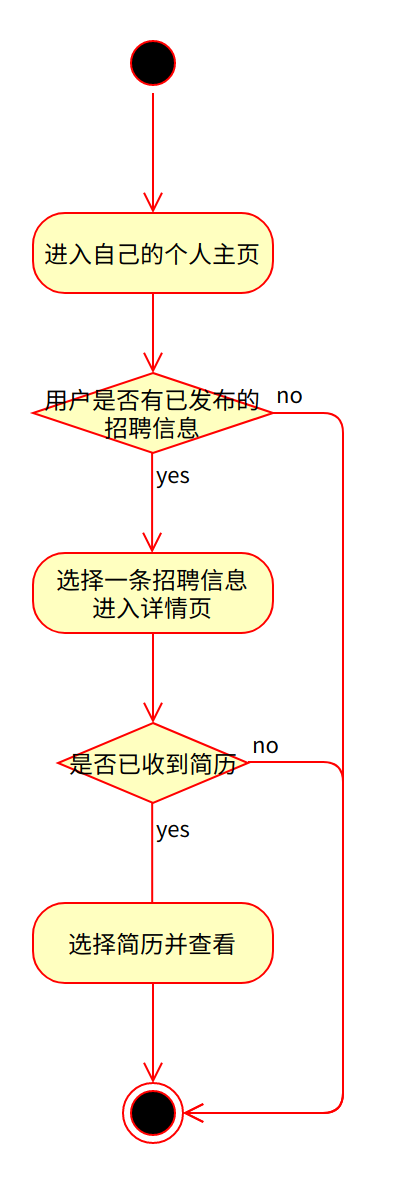 进入自己的个人主页
用户是否有已发布的
招聘信息
no
yes
选择一条招聘信息
进入详情页
是否已收到简历
no
yes
选择简历并查看